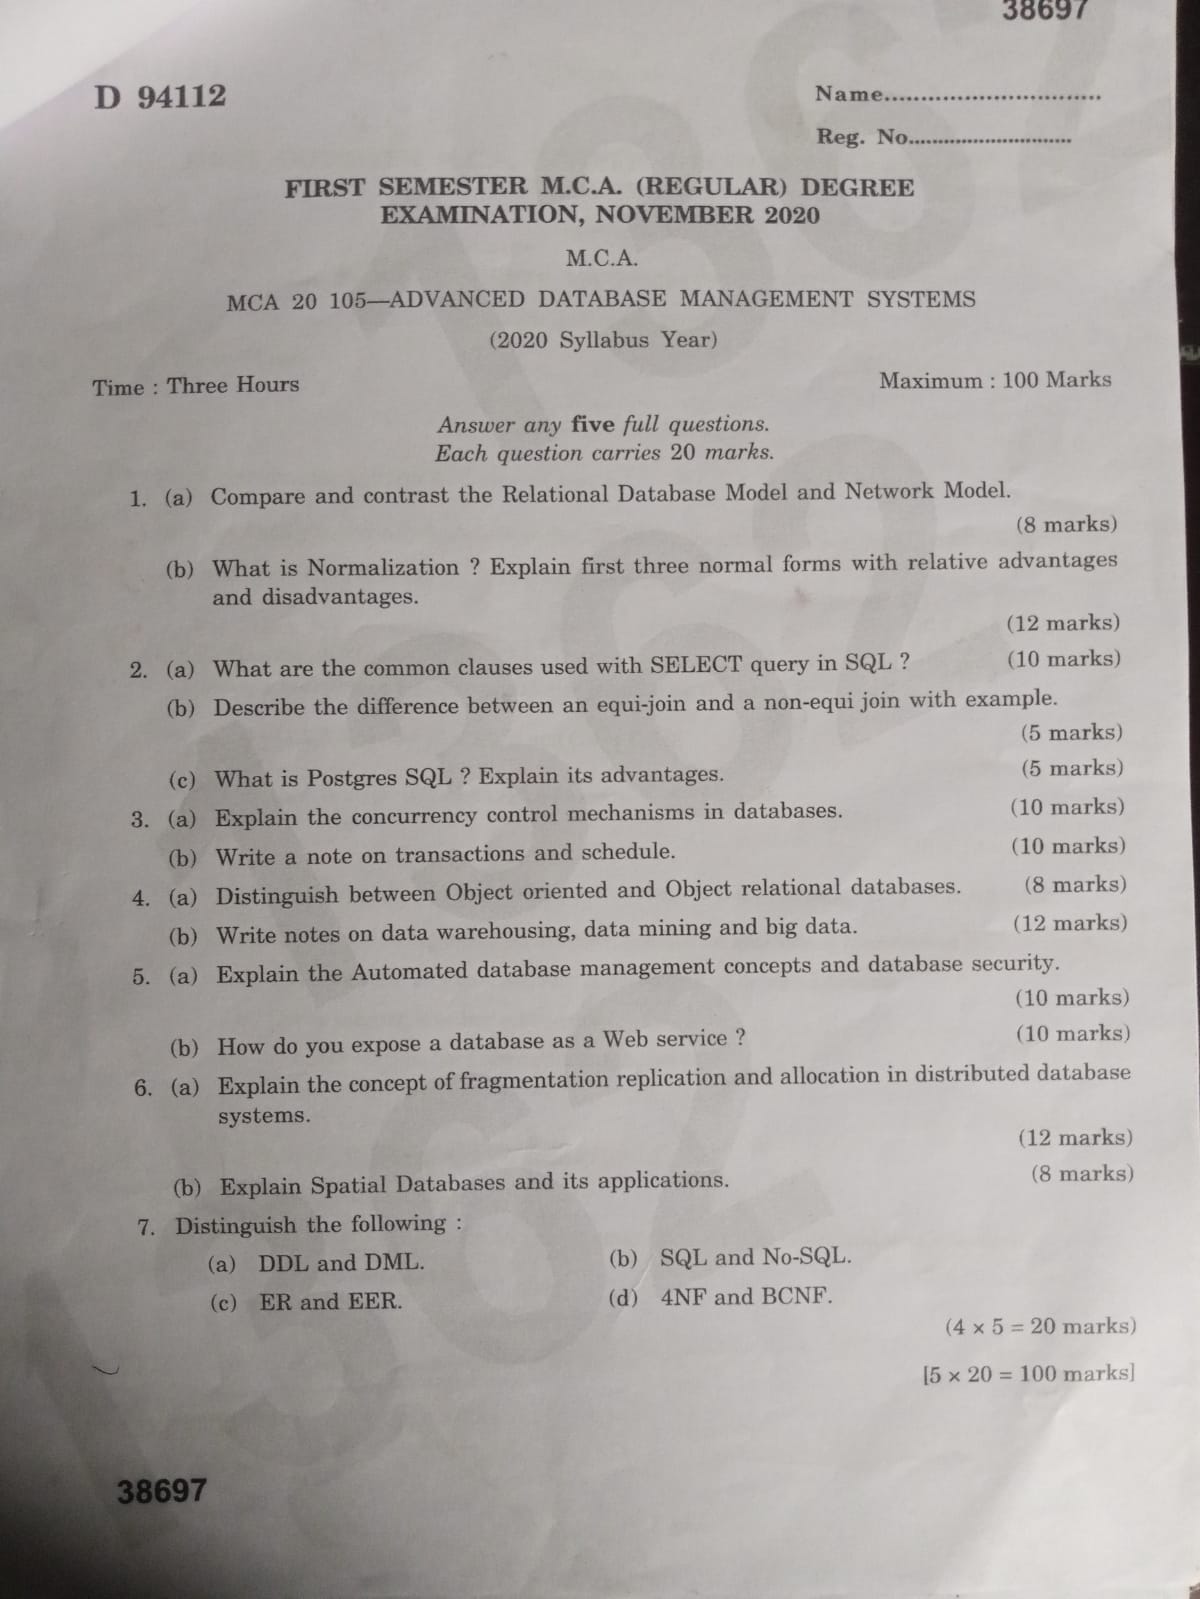 38697
D 94112
Name..............................
Reg. No............................
FIRST SEMESTER M.C.A. (REGULAR) DEGREE
EXAMINATION, NOVEMBER 2020
M.C.A.
MCA 20 105—ADVANCED DATABASE MANAGEMENT SYSTEMS
(2020 Syllabus Year)
Time : Three Hours
Maximum : 100 Marks
Answer any five full questions.
Each question carries 20 marks.
1. (a) Compare and contrast the Relational Database Model and Network Model.
(8 marks)
(b) What is Normalization ? Explain first three normal forms with relative advantages
and disadvantages.
(12 marks)
2. (a) What are the common clauses used with SELECT query in SQL ? (10 marks)
(b) Describe the difference between an equi-join and a non-equi join with example.
(5 marks)
(c) What is Postgres SQL ? Explain its advantages. (5 marks)
3. (a) Explain the concurrency control mechanisms in databases. (10 marks)
(b) Write a note on transactions and schedule. (10 marks)
4. (a) Distinguish between Object oriented and Object relational databases. (8 marks)
(b) Write notes on data warehousing, data mining and big data. (12 marks)
5. (a) Explain the Automated database management concepts and database security.
(10 marks)
(b) How do you expose a database as a Web service ? (10 marks)
6. (a) Explain the concept of fragmentation replication and allocation in distributed database
systems.
(12 marks)
(b) Explain Spatial Databases and its applications. (8 marks)
7. Distinguish the following :
(a) DDL and DML. (b) SQL and No-SQL.
(c) ER and EER. (d) 4NF and BCNF.
(4 × 5 = 20 marks)
[5 × 20 = 100 marks]
38697